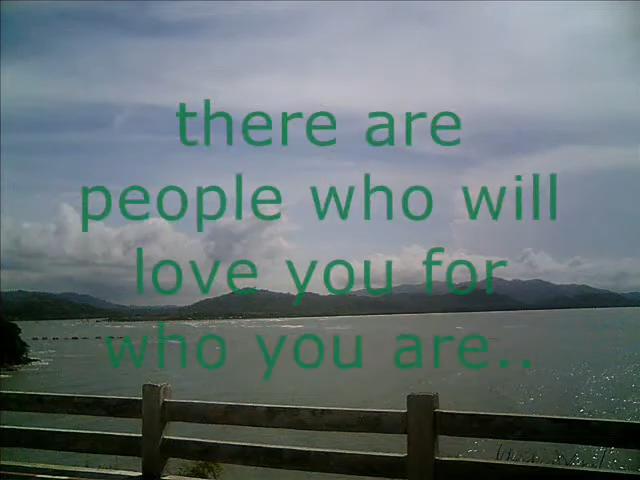 there are
people who will
love you for
who you are..